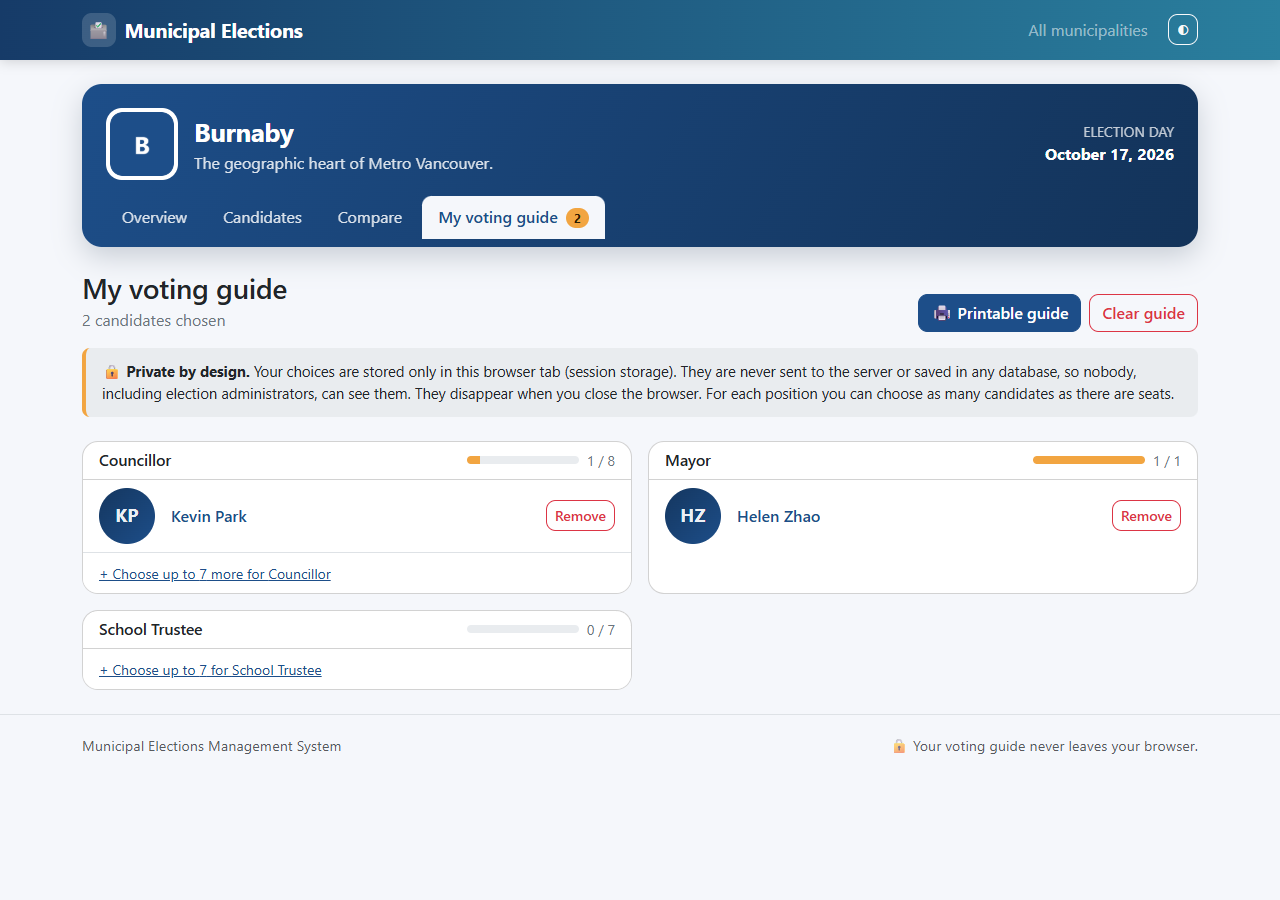 Municipal Elections
All municipalities
B
Burnaby
The geographic heart of Metro Vancouver.
ELECTION DAY
October 17, 2026
Overview
Candidates
Compare
My voting guide 2
My voting guide
2 candidates chosen
Printable guide
Clear guide
Private by design. Your choices are stored only in this browser tab (session storage). They are never sent to the server or saved in any database, so nobody,
including election administrators, can see them. They disappear when you close the browser. For each position you can choose as many candidates as there are seats.
Councillor
1 / 8
KP
Kevin Park
Remove
+ Choose up to 7 more for Councillor
Mayor
1 / 1
HZ
Helen Zhao
Remove
School Trustee
0 / 7
+ Choose up to 7 for School Trustee
Municipal Elections Management System
Your voting guide never leaves your browser.